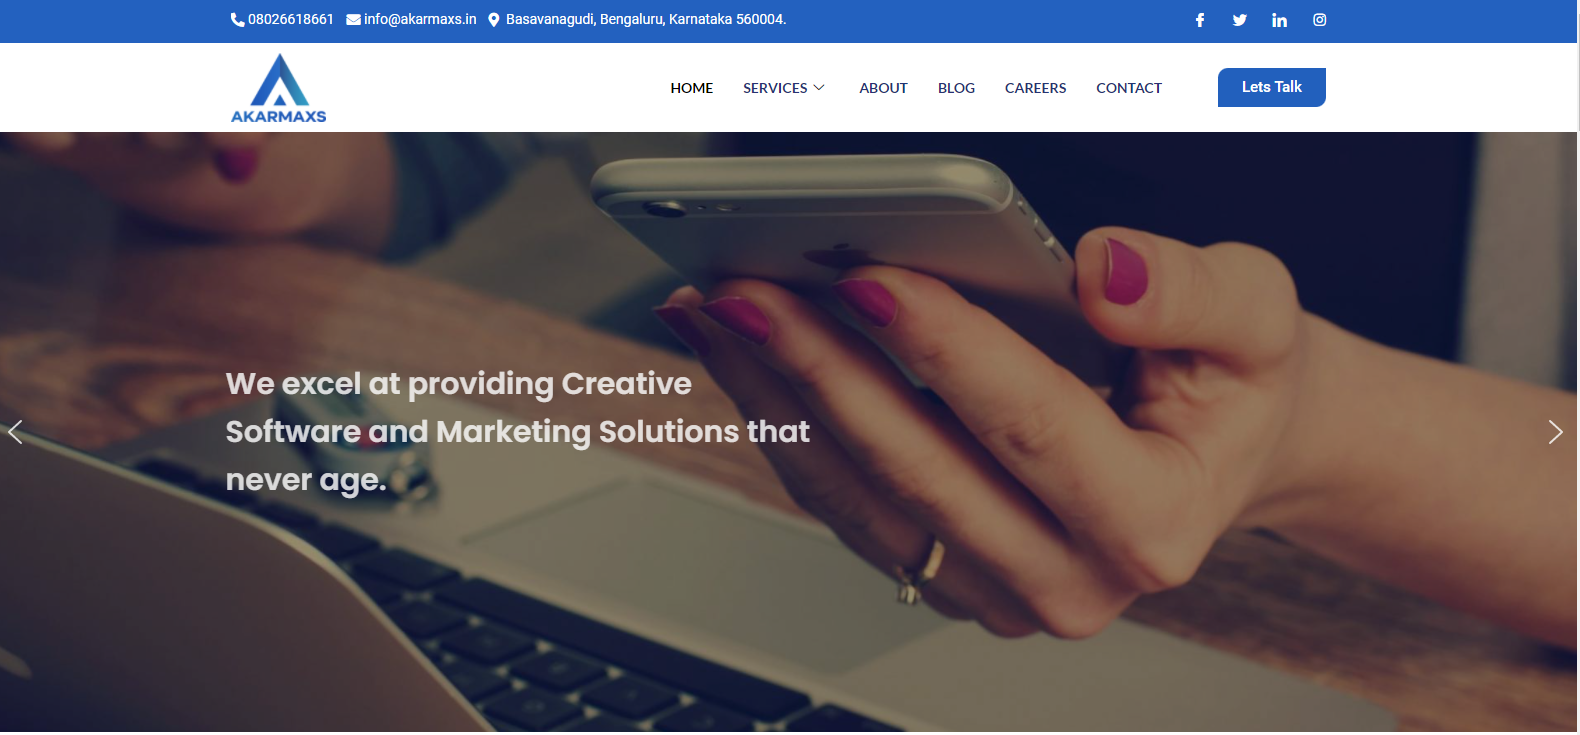 08026618661 info@akarmaxs.in Basavanagudi, Bengaluru, Karnataka 560004.
AKARMAXS
HOME SERVICES ABOUT BLOG CAREERS CONTACT Lets Talk
We excel at providing Creative
Software and Marketing Solutions that
never age.